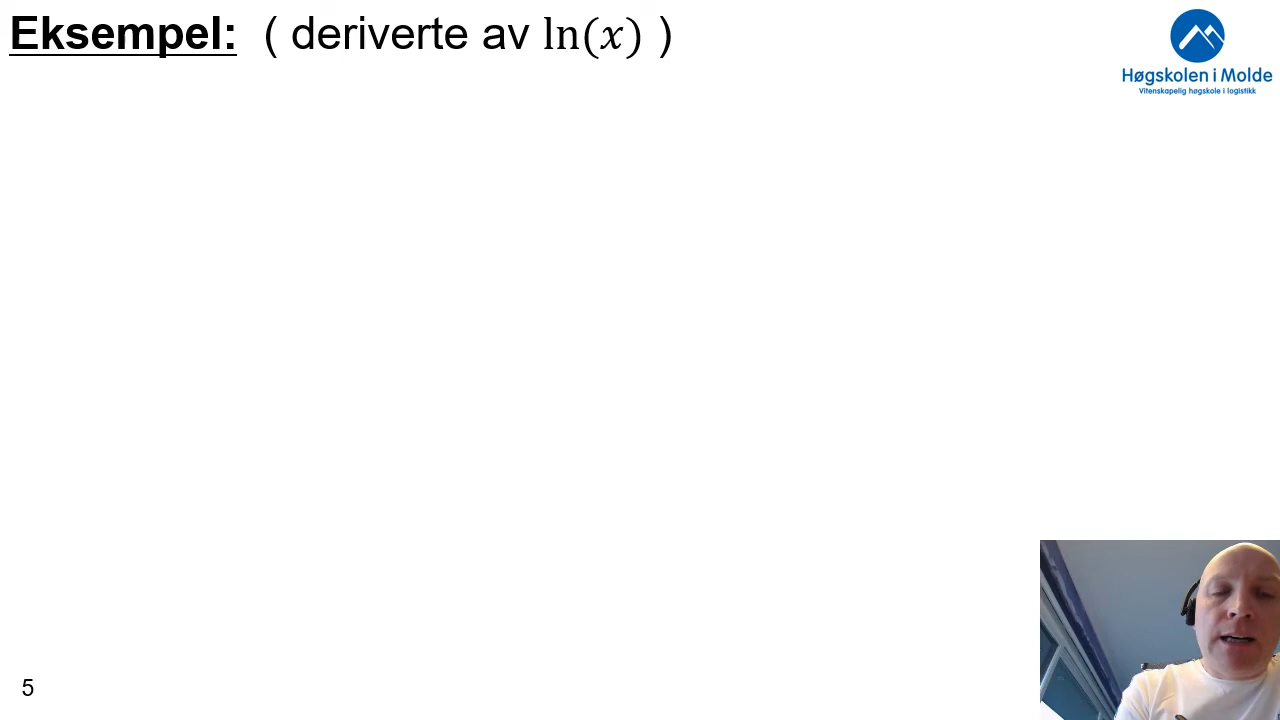 Eksempel: ( deriverte av ln(x) )
Høgskolen i Molde
Vitenskapelig høgskole i logistikk
5